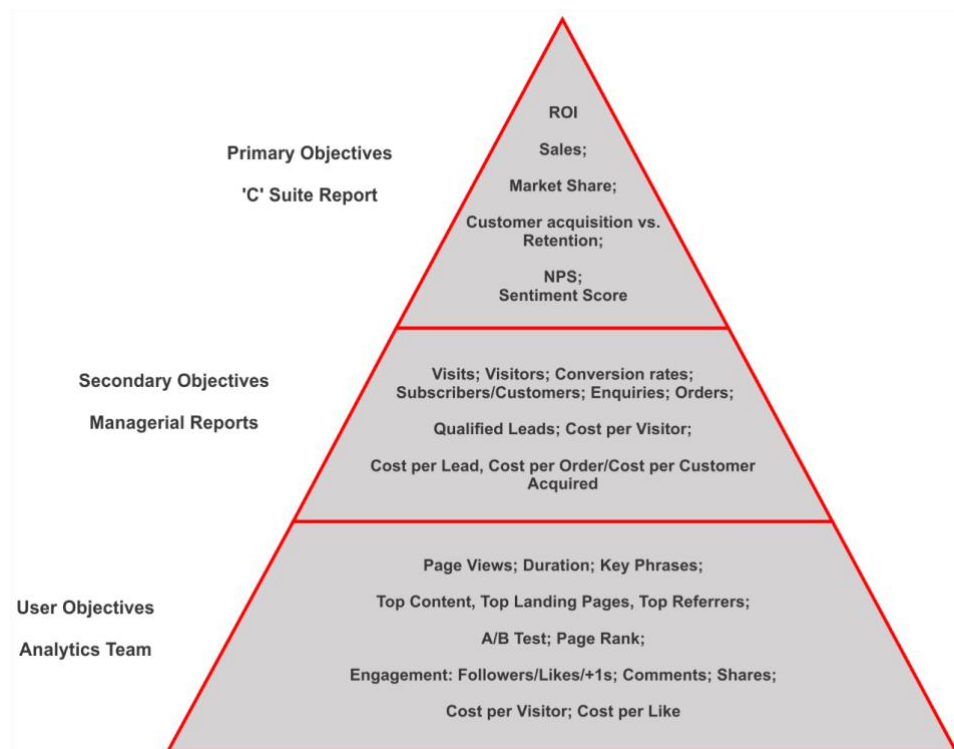 ROI
Primary Objectives
Sales;
'C' Suite Report
Market Share;
Customer acquisition vs.
Retention;
NPS;
Sentiment Score
Secondary Objectives
Managerial Reports
Visits; Visitors; Conversion rates;
Subscribers/Customers; Enquiries; Orders;
Qualified Leads; Cost per Visitor;
Cost per Lead, Cost per Order/Cost per Customer
Acquired
User Objectives
Analytics Team
Page Views; Duration; Key Phrases;
Top Content, Top Landing Pages, Top Referrers;
A/B Test; Page Rank;
Engagement: Followers/Likes/+1s; Comments; Shares;
Cost per Visitor; Cost per Like